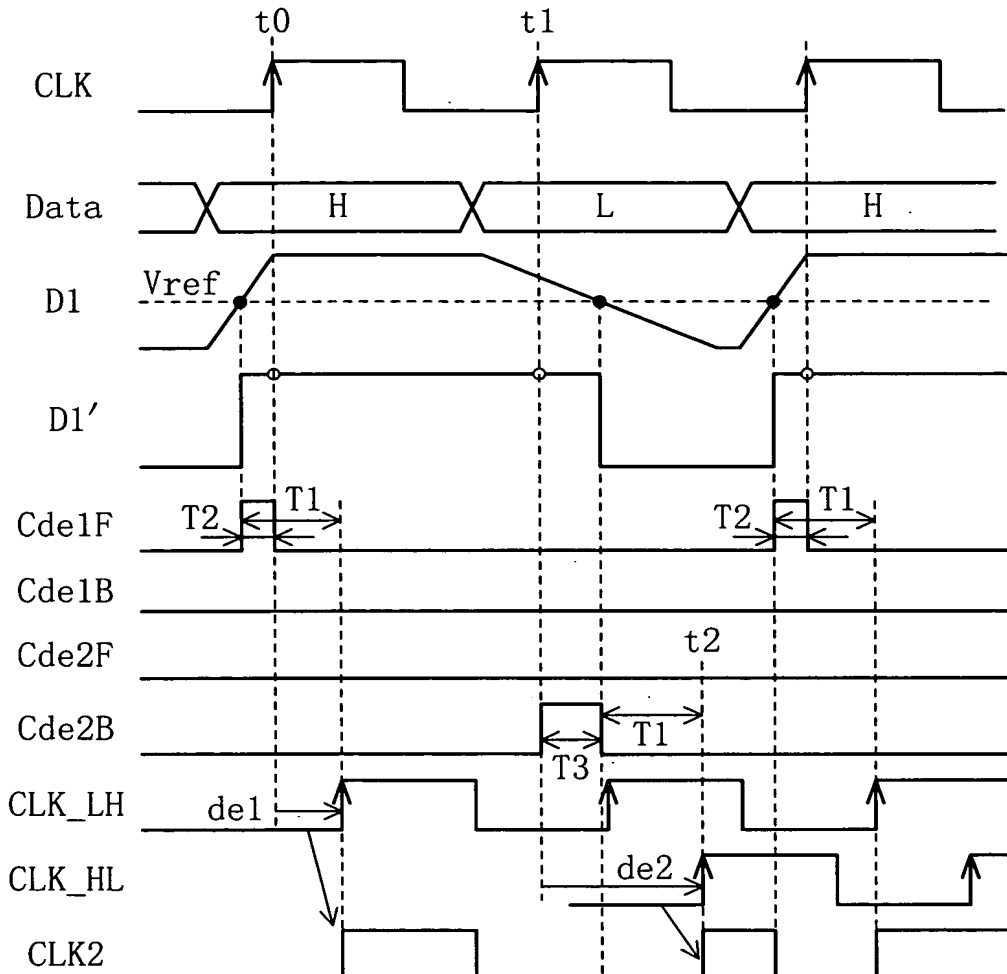 t0 t1
CLK
Data H L H
Vref
D1
D1′
T1 T1
T2 T2
Cde1F
Cde1B
Cde2F t2
Cde2B T1
T3
CLK_LH de1
CLK_HL de2
CLK2